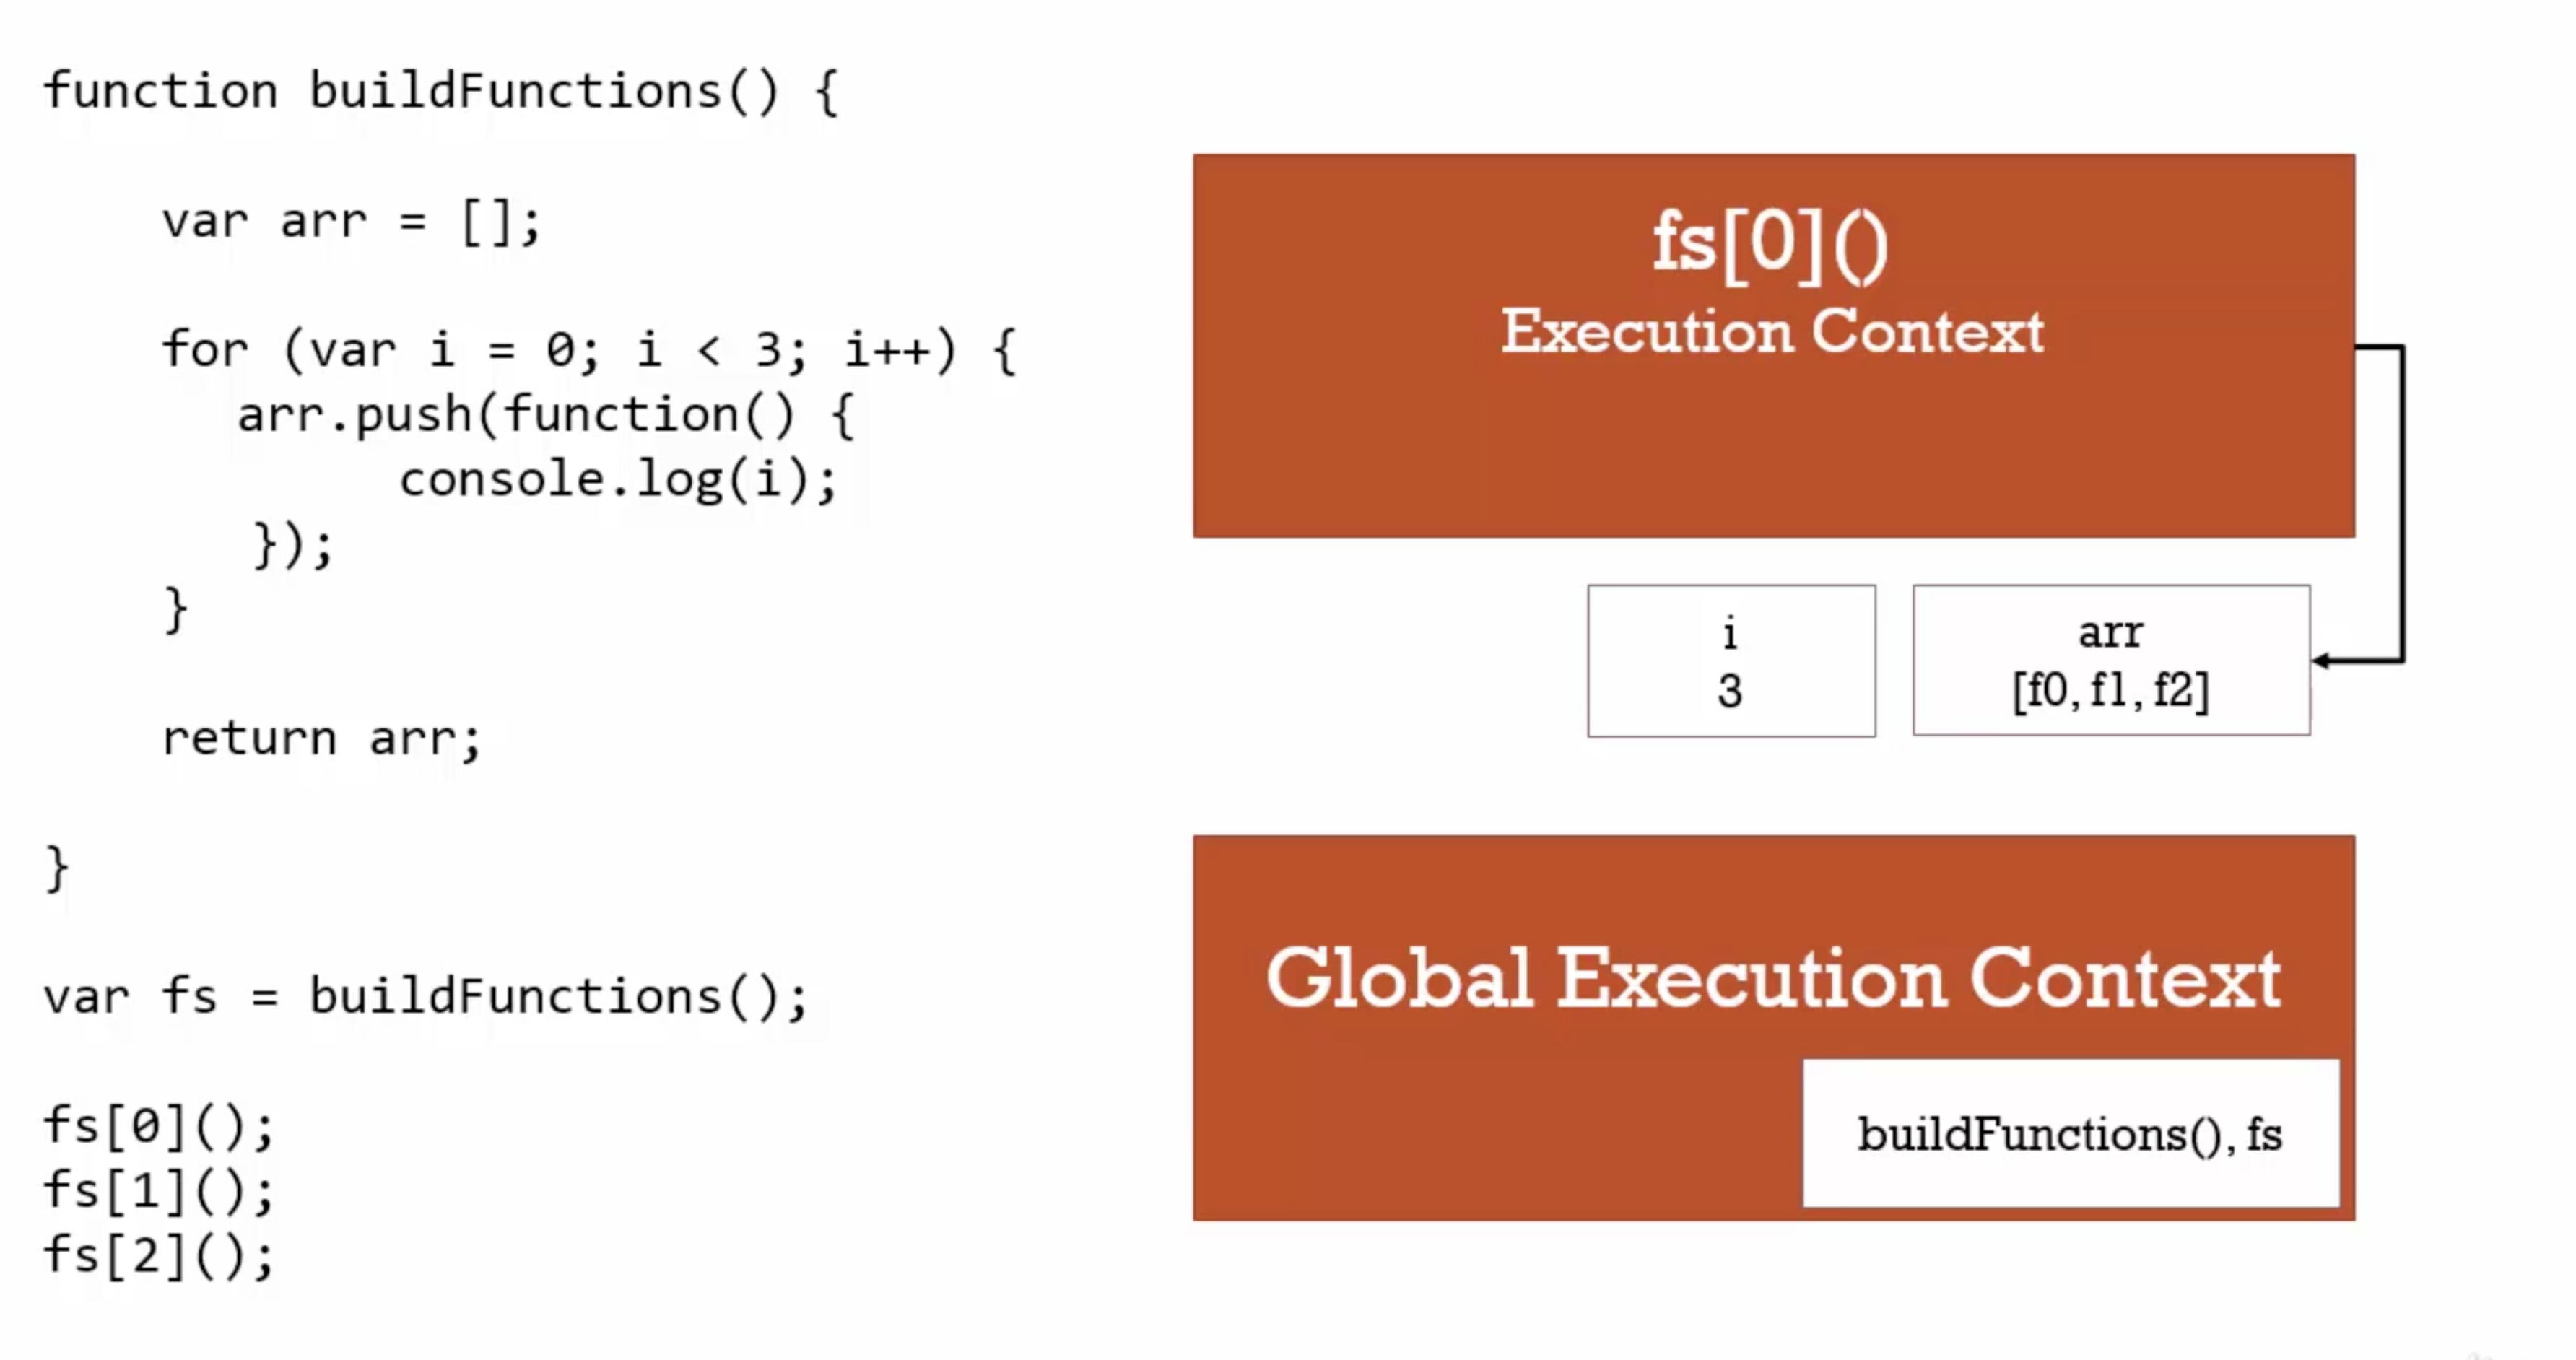 function buildFunctions() {
var arr = [];
for (var i = 0; i < 3; i++) {
arr.push(function() {
console.log(i);
});
}
return arr;
}
var fs = buildFunctions();
fs[0]();
fs[1]();
fs[2]();
fs[0]()
Execution Context
i
3
arr
[f0, f1, f2]
Global Execution Context
buildFunctions(), fs